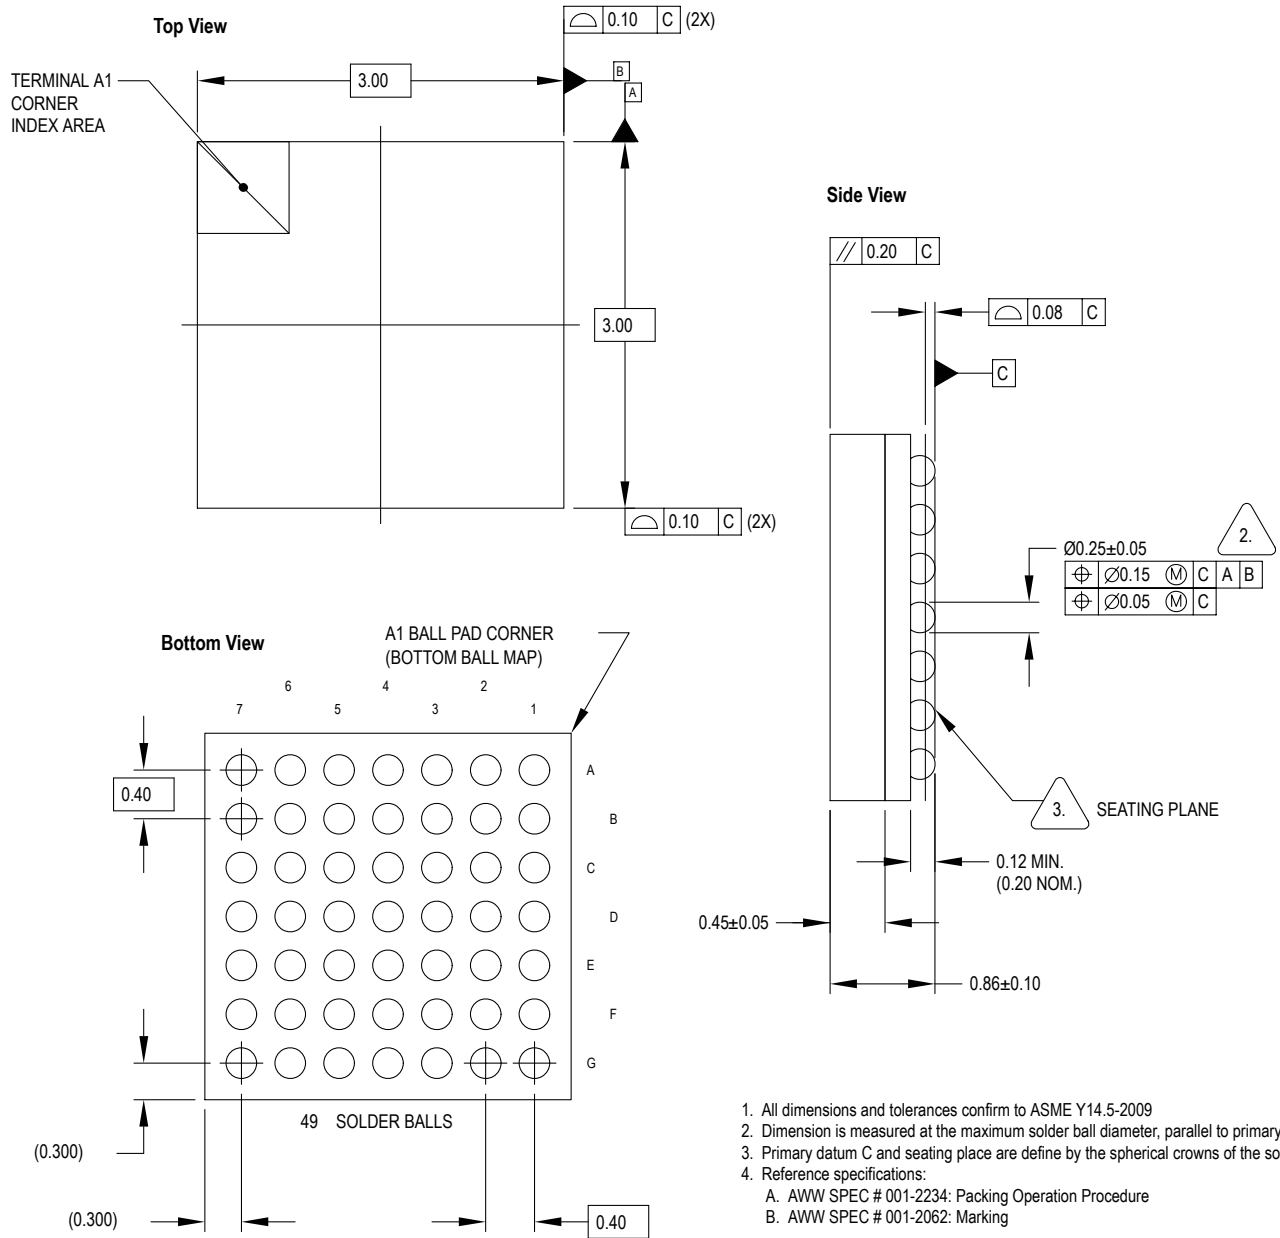 Top View
0.10 C (2X)
TERMINAL A1
CORNER
INDEX AREA
3.00
B
A
3.00
0.10 C (2X)
Side View
// 0.20 C
0.08 C
C
Ø0.25±0.05
2.
Ø0.15 Ⓜ C A B
Ø0.05 Ⓜ C
3. SEATING PLANE
0.12 MIN.
(0.20 NOM.)
0.45±0.05
0.86±0.10
Bottom View
A1 BALL PAD CORNER
(BOTTOM BALL MAP)
6 4 2
7 5 3 1
A
0.40
B
C
D
E
F
G
49 SOLDER BALLS
(0.300)
(0.300)
0.40
1. All dimensions and tolerances confirm to ASME Y14.5-2009
2. Dimension is measured at the maximum solder ball diameter, parallel to primary
3. Primary datum C and seating place are define by the spherical crowns of the so
4. Reference specifications:
A. AWW SPEC # 001-2234: Packing Operation Procedure
B. AWW SPEC # 001-2062: Marking